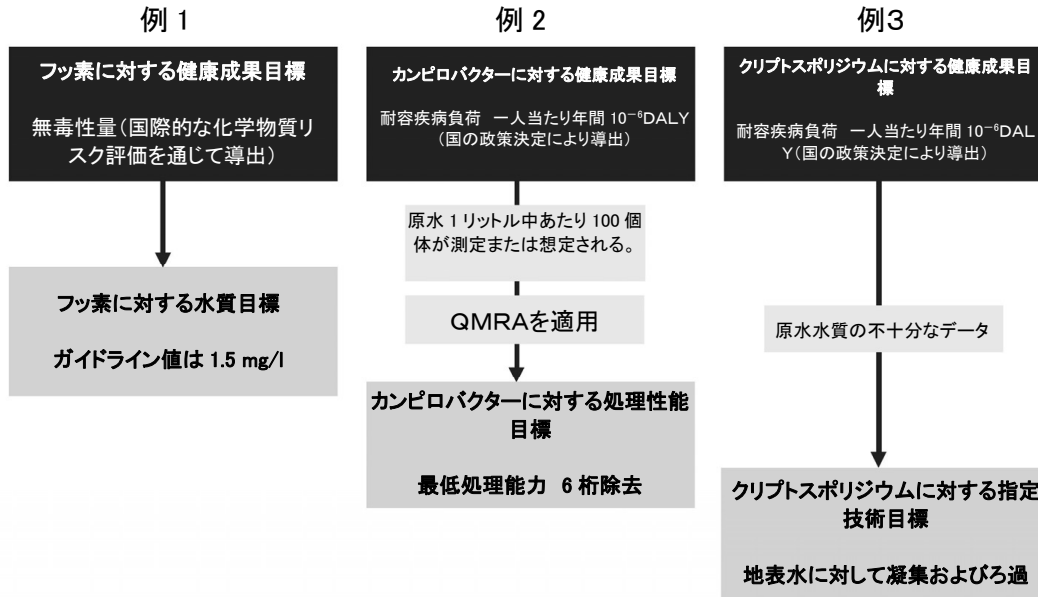 例 1
フッ素に対する健康成果目標
無毒性量(国際的な化学物質リ
スク評価を通じて導出)
フッ素に対する水質目標
ガイドライン値は 1.5 mg/l
例 2
カンピロバクターに対する健康成果目標
耐容疾病負荷 一人当たり年間 10⁻⁶DALY
(国の政策決定により導出)
原水 1 リットル中あたり 100 個
体が測定または想定される。
QMRAを適用
カンピロバクターに対する処理性能
目標
最低処理能力 6 桁除去
例3
クリプトスポリジウムに対する健康成果目
標
耐容疾病負荷 一人当たり年間 10⁻⁶DAL
Y(国の政策決定により導出)
原水水質の不十分なデータ
クリプトスポリジウムに対する指定
技術目標
地表水に対して凝集およびろ過